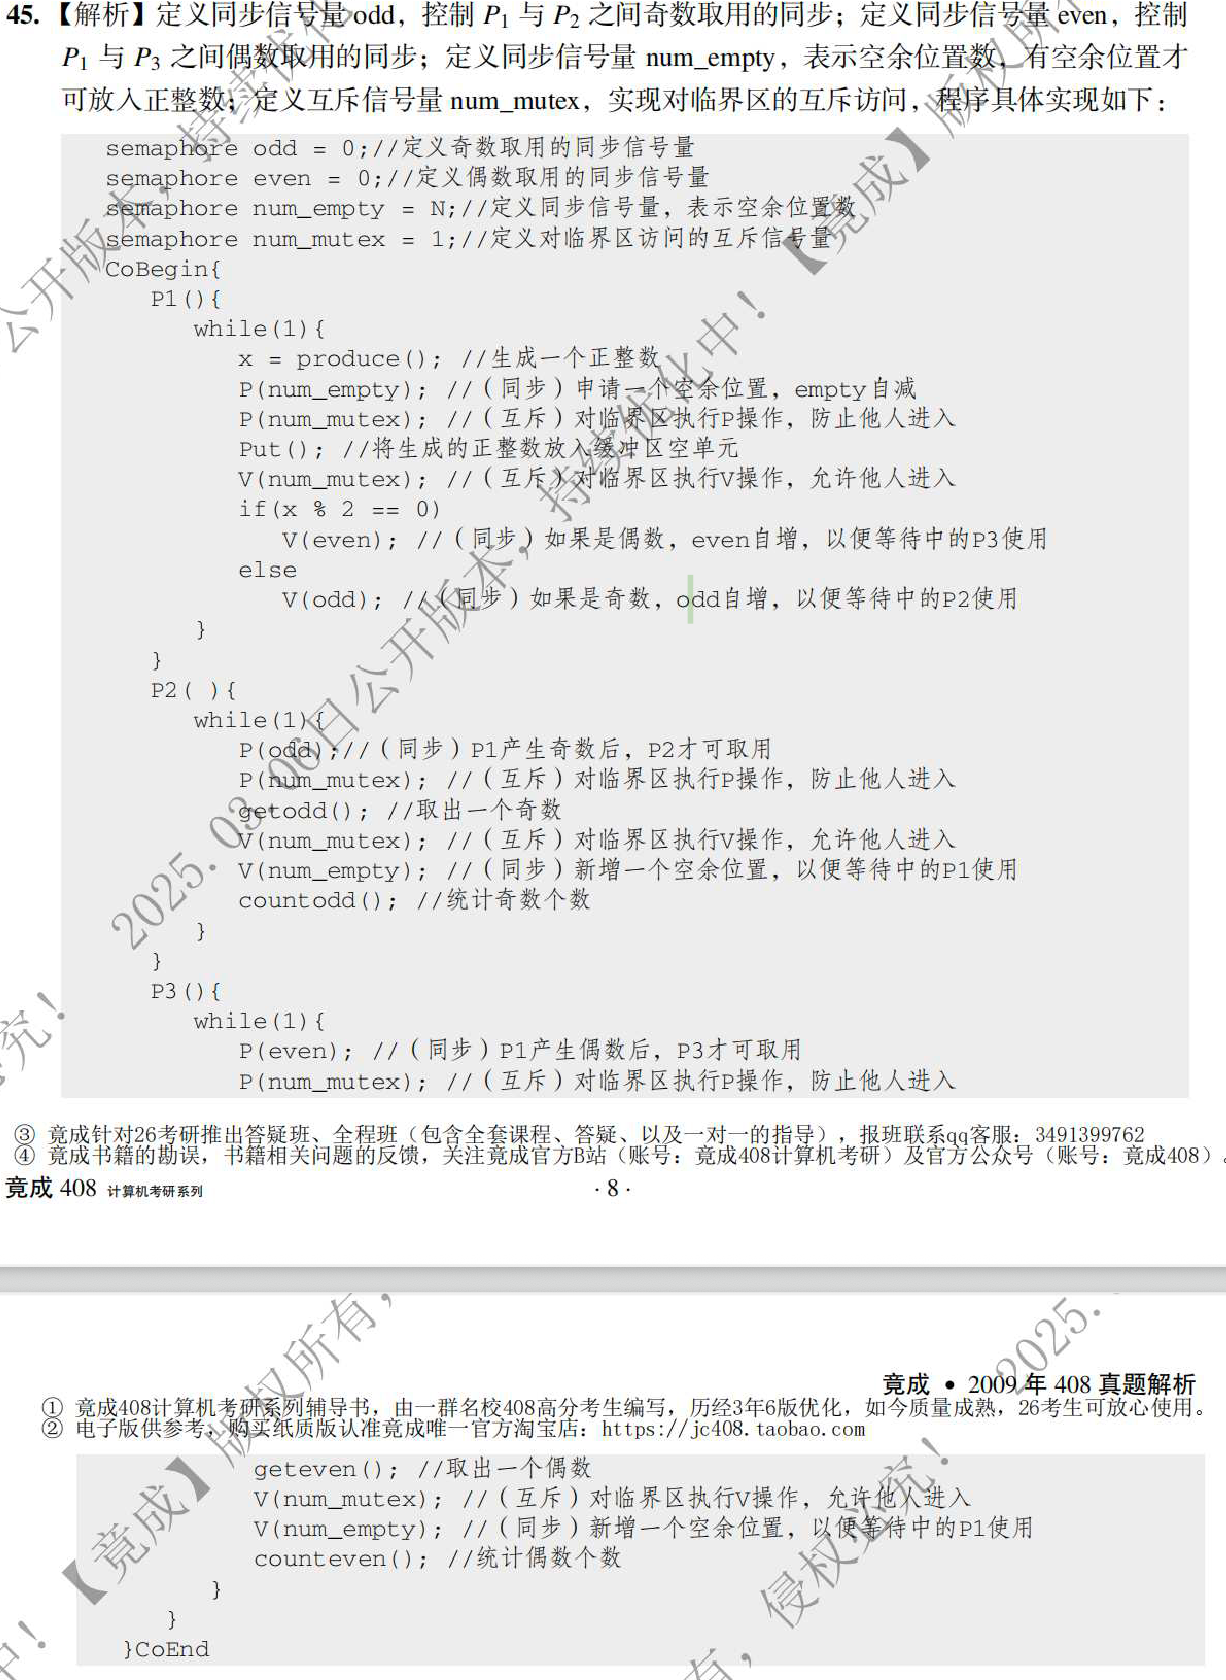 45. 【解析】定义同步信号量 odd，控制 P1 与 P2 之间奇数取用的同步；定义同步信号量 even，控制
P1 与 P3 之间偶数取用的同步；定义同步信号量 num_empty，表示空余位置数，有空余位置才
可放入正整数；定义互斥信号量 num_mutex，实现对临界区的互斥访问，程序具体实现如下：
semaphore odd = 0;//定义奇数取用的同步信号量
semaphore even = 0;//定义偶数取用的同步信号量
semaphore num_empty = N;//定义同步信号量，表示空余位置数
semaphore num_mutex = 1;//定义对临界区访问的互斥信号量
CoBegin{
P1(){
while(1){
x = produce(); //生成一个正整数
P(num_empty); //（同步）申请一个空余位置，empty自减
P(num_mutex); //（互斥）对临界区执行P操作，防止他人进入
Put(); //将生成的正整数放入缓冲区空单元
V(num_mutex); //（互斥）对临界区执行V操作，允许他人进入
if(x % 2 == 0)
V(even); //（同步）如果是偶数，even自增，以便等待中的P3使用
else
V(odd); //（同步）如果是奇数，odd自增，以便等待中的P2使用
}
}
P2( ){
while(1){
P(odd);//（同步）P1产生奇数后，P2才可取用
P(num_mutex); //（互斥）对临界区执行P操作，防止他人进入
getodd(); //取出一个奇数
V(num_mutex); //（互斥）对临界区执行V操作，允许他人进入
V(num_empty); //（同步）新增一个空余位置，以便等待中的P1使用
countodd(); //统计奇数个数
}
}
P3(){
while(1){
P(even); //（同步）P1产生偶数后，P3才可取用
P(num_mutex); //（互斥）对临界区执行P操作，防止他人进入
③ 竟成针对26考研推出答疑班、全程班（包含全套课程、答疑、以及一对一的指导），报班联系qq客服：3491399762
④ 竟成书籍的勘误，书籍相关问题的反馈，关注竟成官方B站（账号：竟成408计算机考研）及官方公众号（账号：竟成408）。
竟成 408 计算机考研系列
· 8 ·
竟成 • 2009 年 408 真题解析
① 竟成408计算机考研系列辅导书，由一群名校408高分考生编写，历经3年6版优化，如今质量成熟，26考生可放心使用。
② 电子版供参考，购买纸质版认准竟成唯一官方淘宝店：https://jc408.taobao.com
geteven(); //取出一个偶数
V(num_mutex); //（互斥）对临界区执行V操作，允许他人进入
V(num_empty); //（同步）新增一个空余位置，以便等待中的P1使用
counteven(); //统计偶数个数
}
}
}CoEnd
2025.03.06日公开版本，持续优化中！【竟成】版权所
公开版本，持续优化
究！
中！【竟成】版权所有，
侵权必究！
2025.
有，